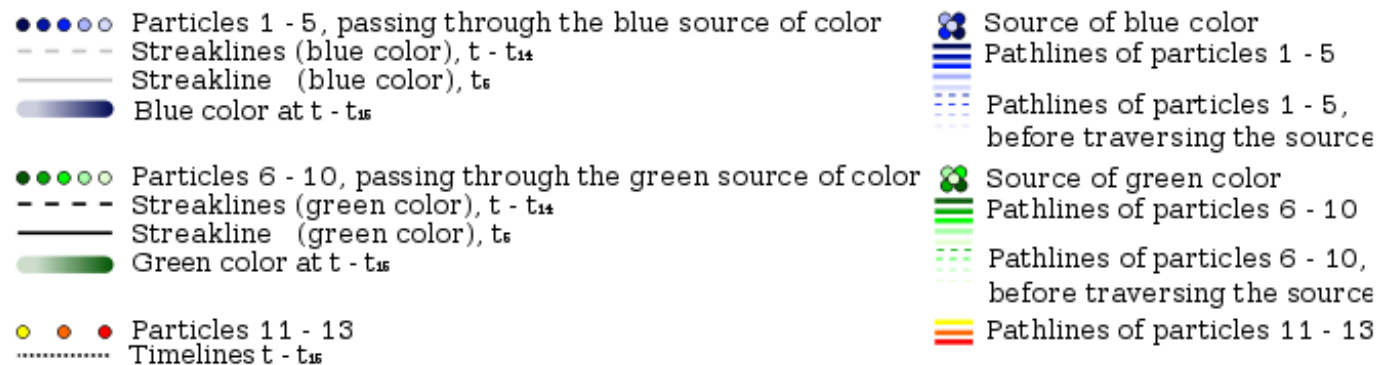 Particles 1 - 5, passing through the blue source of color
Streaklines (blue color), t - t₁₄
Streakline (blue color), t₅
Blue color at t - t₁₅
Particles 6 - 10, passing through the green source of color
Streaklines (green color), t - t₁₄
Streakline (green color), t₅
Green color at t - t₁₅
Particles 11 - 13
Timelines t - t₁₅
Source of blue color
Pathlines of particles 1 - 5
Pathlines of particles 1 - 5,
before traversing the source
Source of green color
Pathlines of particles 6 - 10
Pathlines of particles 6 - 10,
before traversing the source
Pathlines of particles 11 - 13